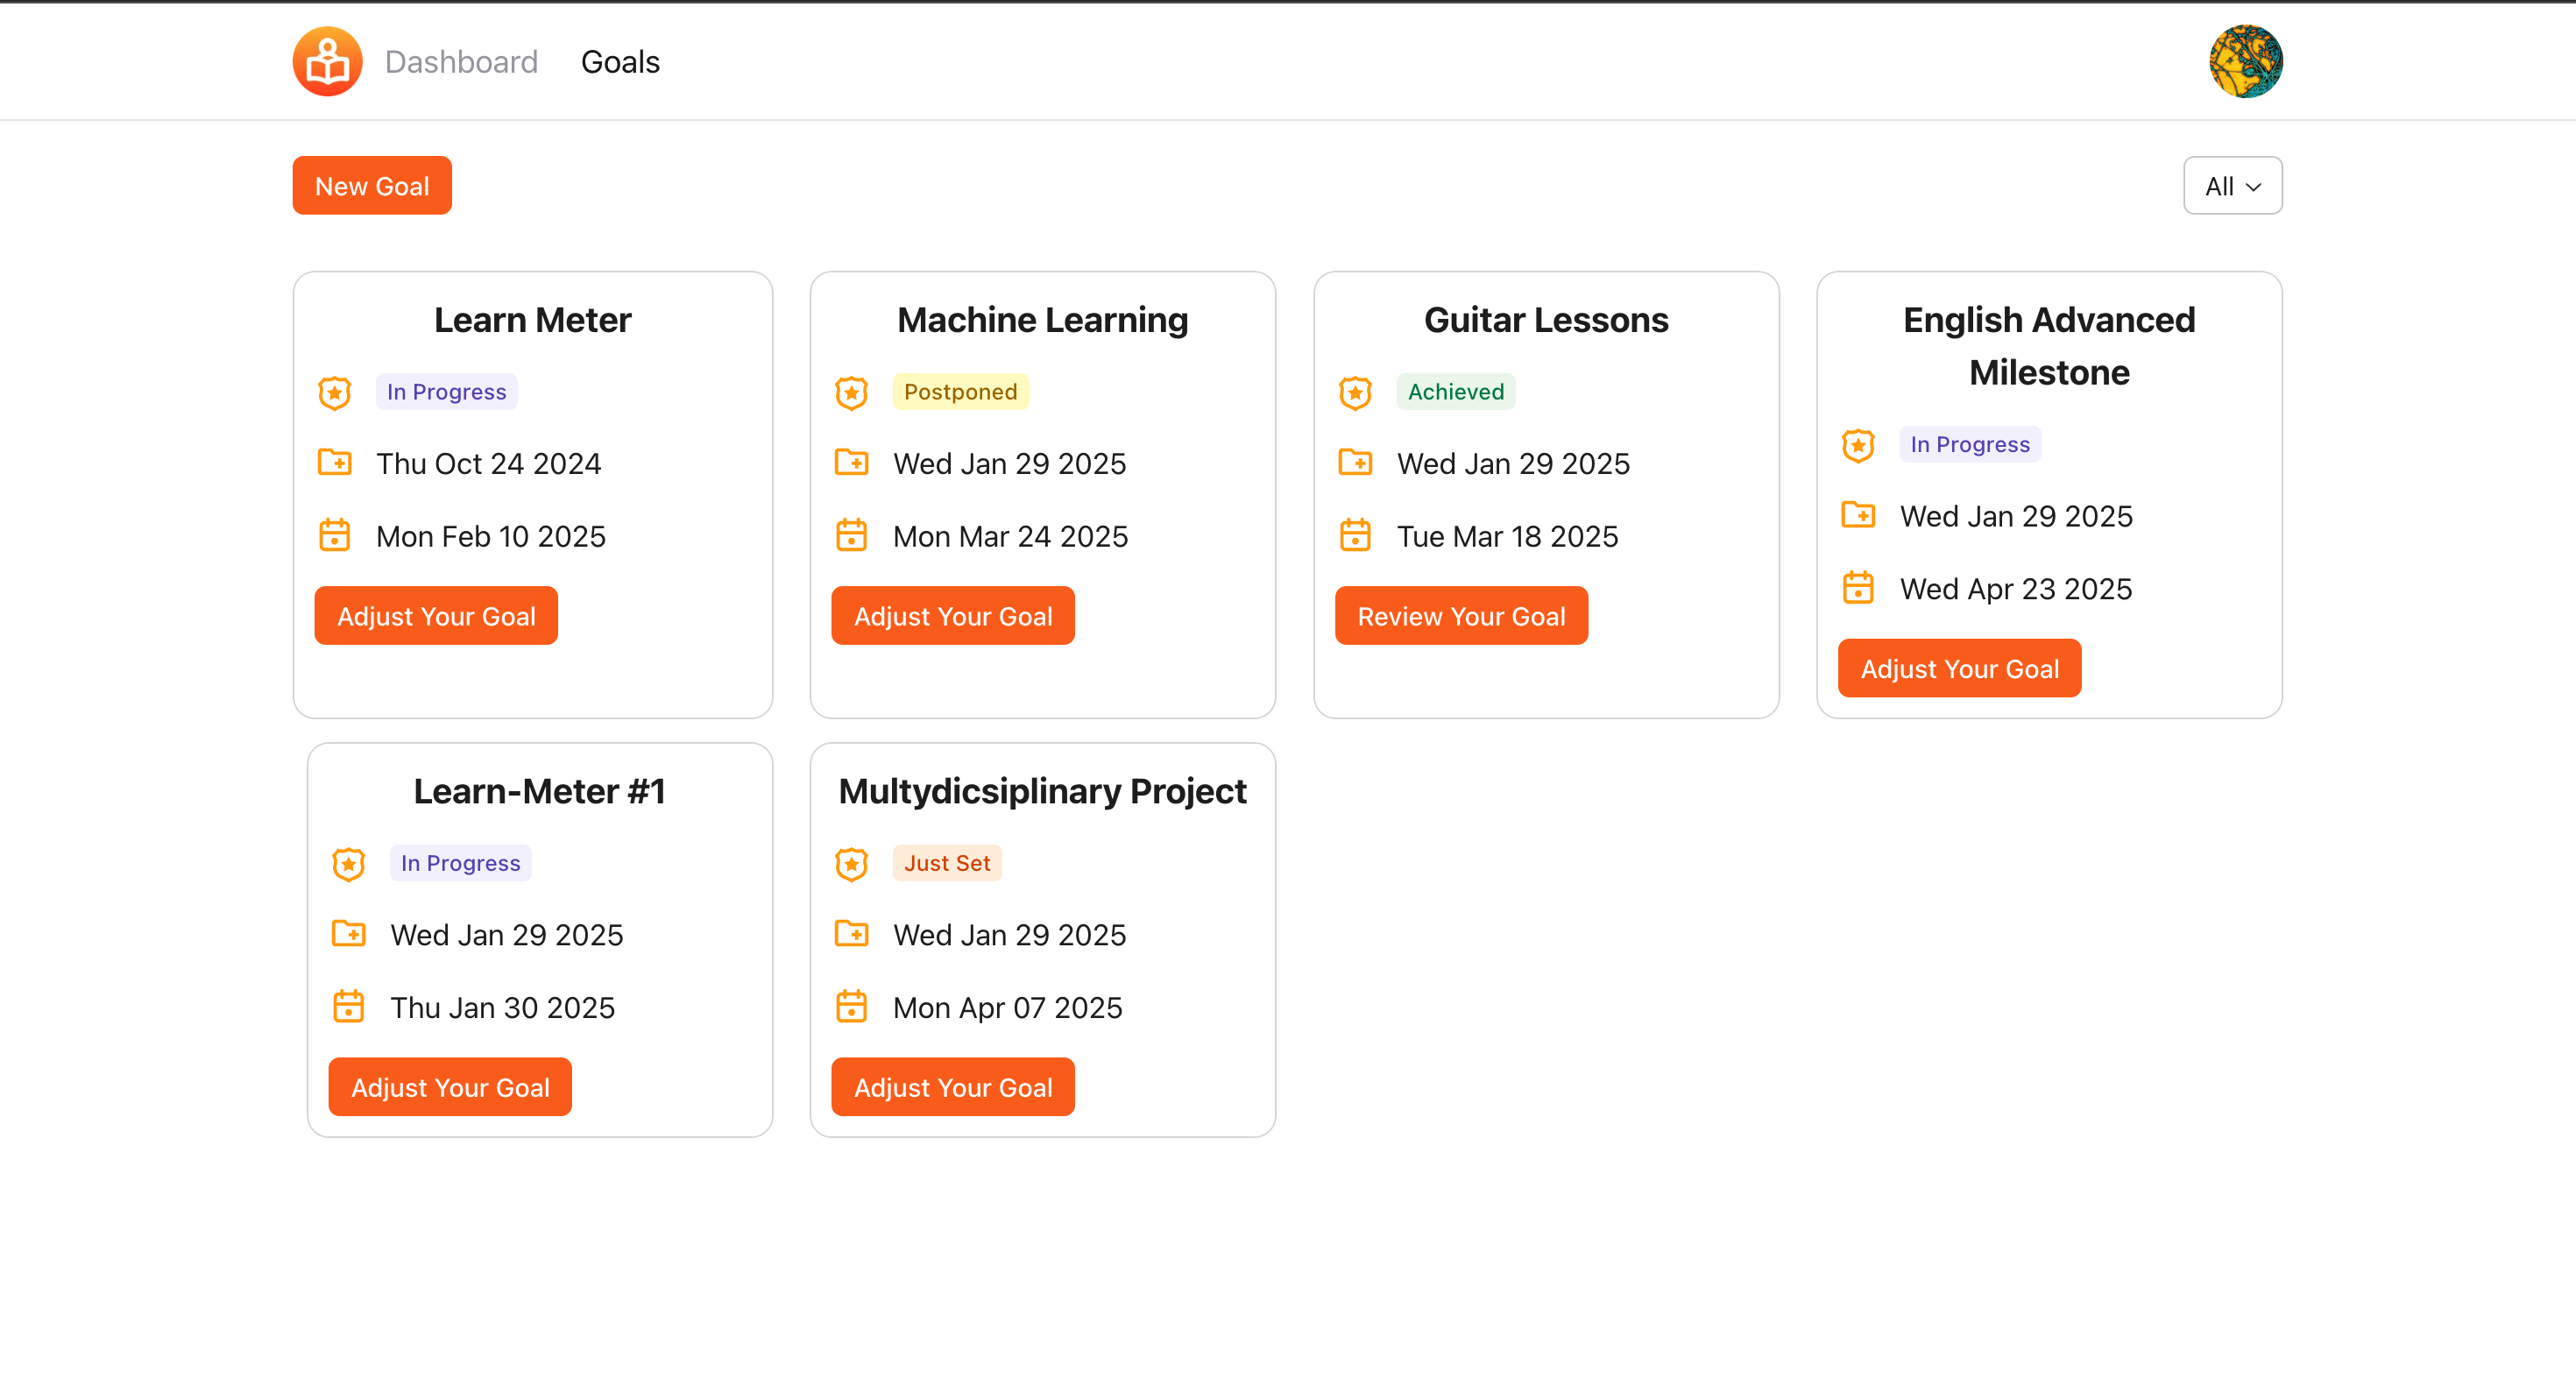 Dashboard Goals
New Goal
All
Learn Meter
In Progress
Thu Oct 24 2024
Mon Feb 10 2025
Adjust Your Goal
Machine Learning
Postponed
Wed Jan 29 2025
Mon Mar 24 2025
Adjust Your Goal
Guitar Lessons
Achieved
Wed Jan 29 2025
Tue Mar 18 2025
Review Your Goal
English Advanced
Milestone
In Progress
Wed Jan 29 2025
Wed Apr 23 2025
Adjust Your Goal
Learn-Meter #1
In Progress
Wed Jan 29 2025
Thu Jan 30 2025
Adjust Your Goal
Multydicsiplinary Project
Just Set
Wed Jan 29 2025
Mon Apr 07 2025
Adjust Your Goal